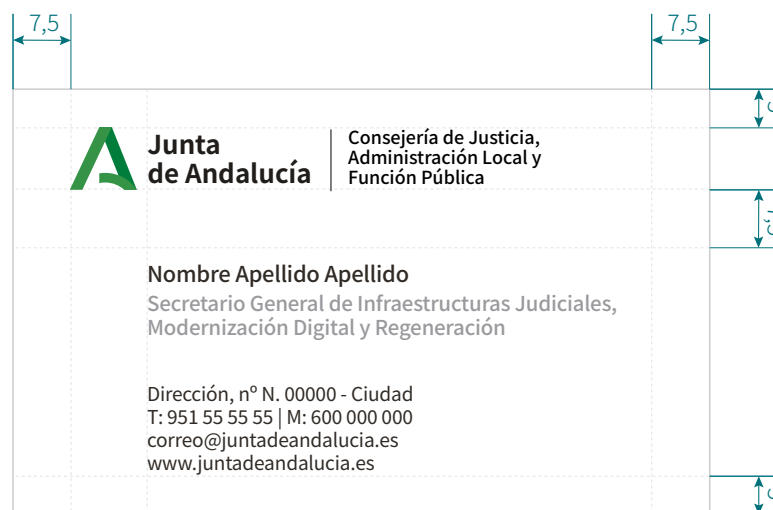 7,5
7,5
Junta
de Andalucía
Consejería de Justicia,
Administración Local y
Función Pública
Nombre Apellido Apellido
Secretario General de Infraestructuras Judiciales,
Modernización Digital y Regeneración
Dirección, nº N. 00000 - Ciudad
T: 951 55 55 55 | M: 600 000 000
correo@juntadeandalucia.es
www.juntadeandalucia.es